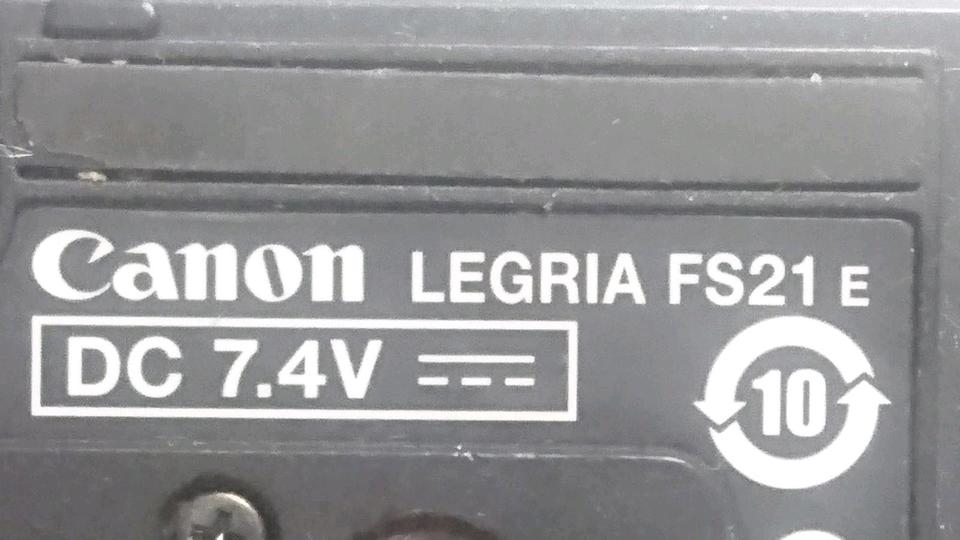 Canon LEGRIA FS21 E
DC 7.4V
10